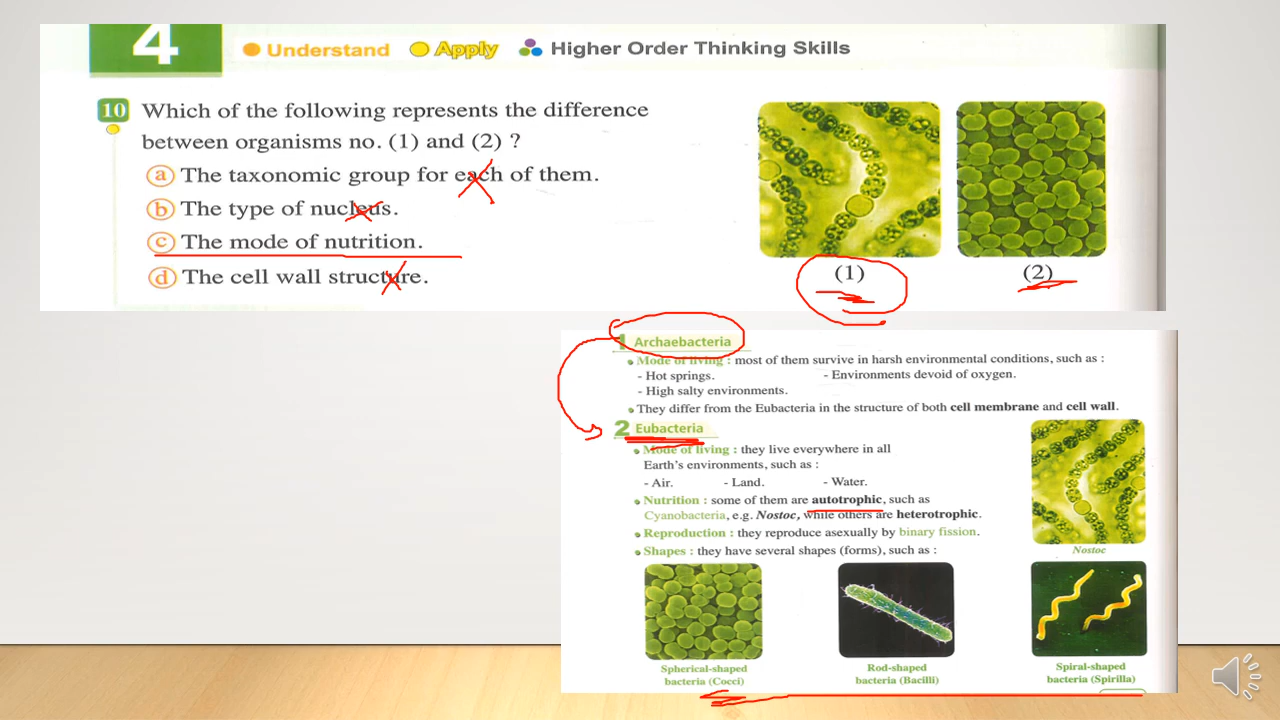 4
Understand Apply Higher Order Thinking Skills
10 Which of the following represents the difference
between organisms no. (1) and (2) ?
a The taxonomic group for each of them.
b The type of nucleus.
c The mode of nutrition.
d The cell wall structure.
(1) (2)
1 Archaebacteria
Mode of living : most of them survive in harsh environmental conditions, such as :
- Hot springs. - Environments devoid of oxygen.
- High salty environments.
They differ from the Eubacteria in the structure of both cell membrane and cell wall.
2 Eubacteria
Mode of living : they live everywhere in all
Earth's environments, such as :
- Air. - Land. - Water.
Nutrition : some of them are autotrophic, such as
Cyanobacteria, e.g. Nostoc, while others are heterotrophic.
Reproduction : they reproduce asexually by binary fission.
Shapes : they have several shapes (forms), such as :
Nostoc
Spherical-shaped
bacteria (Cocci)
Rod-shaped
bacteria (Bacilli)
Spiral-shaped
bacteria (Spirilla)